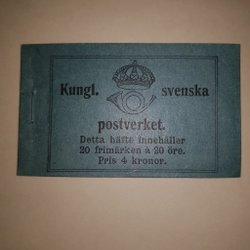 Kungl. svenska
postverket.
Detta häfte innehåller
20 frimärken à 20 öre.
Pris 4 kronor.